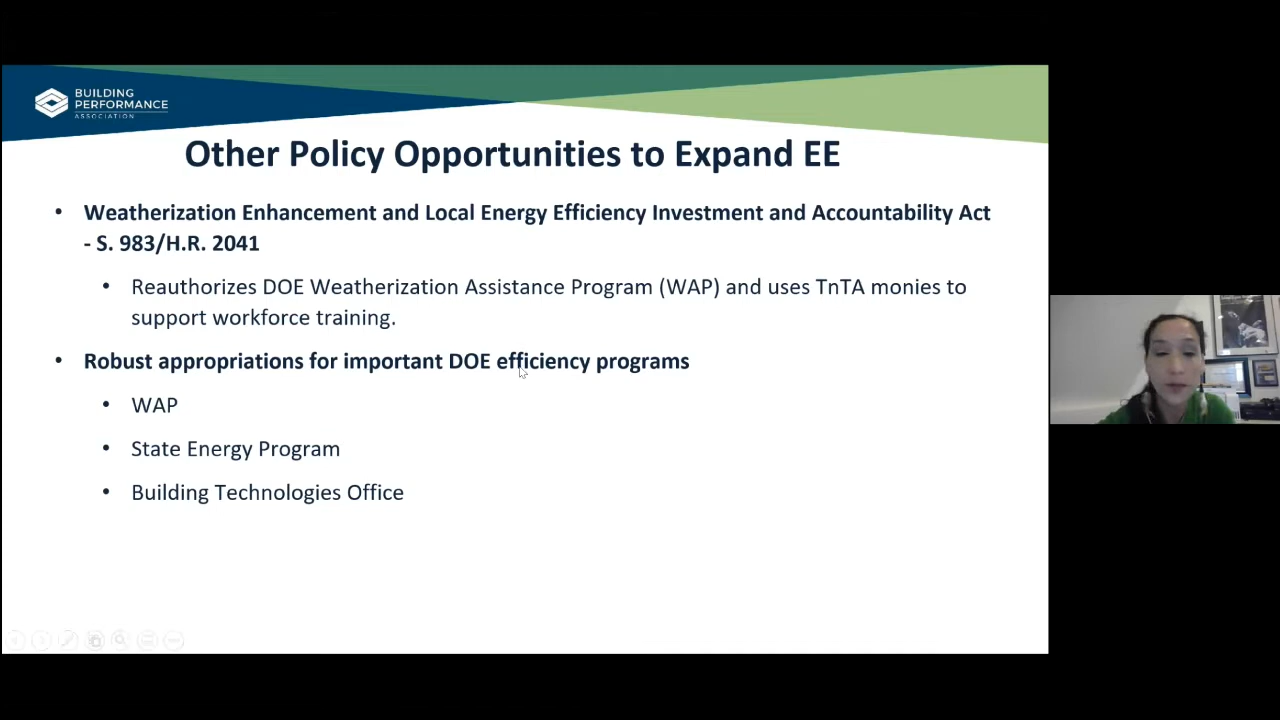 BUILDING
PERFORMANCE
ASSOCIATION
Other Policy Opportunities to Expand EE
• Weatherization Enhancement and Local Energy Efficiency Investment and Accountability Act
- S. 983/H.R. 2041
• Reauthorizes DOE Weatherization Assistance Program (WAP) and uses TnTA monies to
support workforce training.
• Robust appropriations for important DOE efficiency programs
• WAP
• State Energy Program
• Building Technologies Office